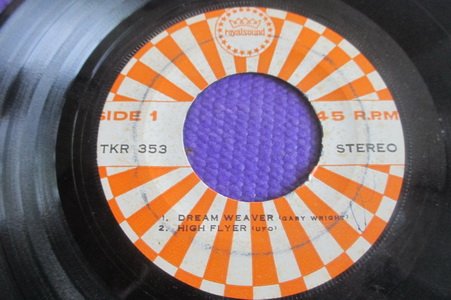 royalsound
SIDE 1 45 R.P.M
TKR 353 STEREO
1. DREAM WEAVER (GARY WRIGHT)
2. HIGH FLYER (UFO)